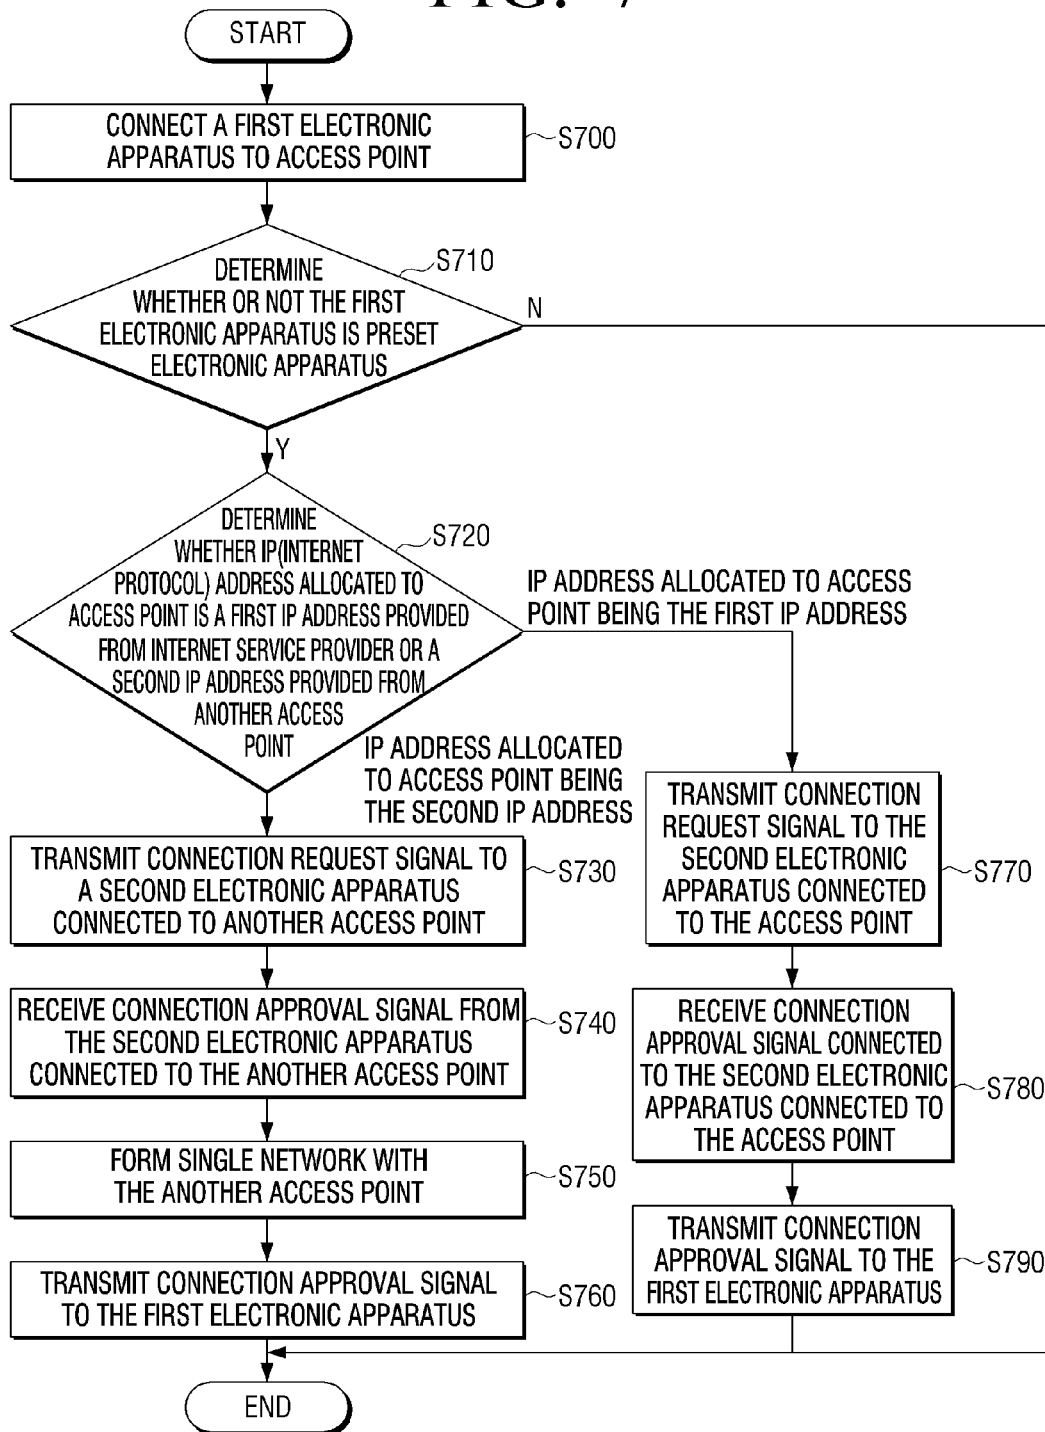 FIG. 7
START
CONNECT A FIRST ELECTRONIC
APPARATUS TO ACCESS POINT
S700
DETERMINE
WHETHER OR NOT THE FIRST
ELECTRONIC APPARATUS IS PRESET
ELECTRONIC APPARATUS
S710
N
Y
DETERMINE
WHETHER IP(INTERNET
PROTOCOL) ADDRESS ALLOCATED TO
ACCESS POINT IS A FIRST IP ADDRESS PROVIDED
FROM INTERNET SERVICE PROVIDER OR A
SECOND IP ADDRESS PROVIDED FROM
ANOTHER ACCESS
POINT
S720
IP ADDRESS ALLOCATED TO ACCESS
POINT BEING THE FIRST IP ADDRESS
IP ADDRESS ALLOCATED
TO ACCESS POINT BEING
THE SECOND IP ADDRESS
TRANSMIT CONNECTION REQUEST SIGNAL TO
A SECOND ELECTRONIC APPARATUS
CONNECTED TO ANOTHER ACCESS POINT
S730
RECEIVE CONNECTION APPROVAL SIGNAL FROM
THE SECOND ELECTRONIC APPARATUS
CONNECTED TO THE ANOTHER ACCESS POINT
S740
FORM SINGLE NETWORK WITH
THE ANOTHER ACCESS POINT
S750
TRANSMIT CONNECTION APPROVAL SIGNAL
TO THE FIRST ELECTRONIC APPARATUS
S760
TRANSMIT CONNECTION
REQUEST SIGNAL TO THE
SECOND ELECTRONIC
APPARATUS CONNECTED
TO THE ACCESS POINT
S770
RECEIVE CONNECTION
APPROVAL SIGNAL CONNECTED
TO THE SECOND ELECTRONIC
APPARATUS CONNECTED TO
THE ACCESS POINT
S780
TRANSMIT CONNECTION
APPROVAL SIGNAL TO THE
FIRST ELECTRONIC APPARATUS
S790
END